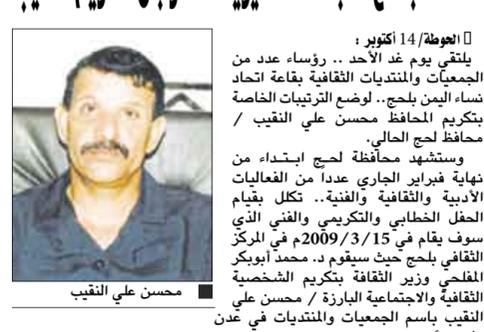 الحوطة/ 14 أكتوبر :
يلتقي يوم غد الأحد .. رؤساء عدد من
الجمعيات والمنتديات الثقافية بقاعة اتحاد
نساء اليمن بلحج.. لوضع الترتيبات الخاصة
بتكريم المحافظ محسن علي النقيب /
محافظ لحج الحالي.
وستشهد محافظة لحج ابتداء من
نهاية فبراير الجاري عدداً من الفعاليات
الأدبية والثقافية والفنية.. تكلل بقيام
الحفل الخطابي والتكريمي والفني الذي
سوف يقام في 2009/3/15م في المركز
الثقافي بلحج حيث سيقوم د. محمد أبوبكر
المفلحي وزير الثقافة بتكريم الشخصية
الثقافية والاجتماعية البارزة / محسن علي
النقيب باسم الجمعيات والمنتديات في عدن
محسن علي النقيب